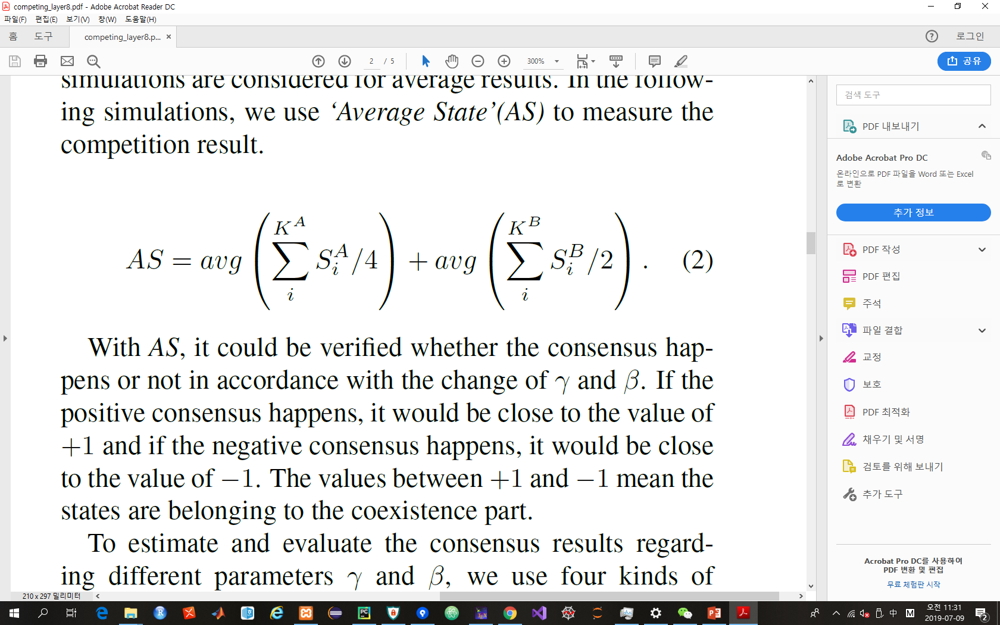 competing_layer8.pdf - Adobe Acrobat Reader DC
파일(F) 편집(E) 보기(V) 창(W) 도움말(H)
홈 도구 competing_layer8.p... × 로그인
2 / 5 300% 공유
simulations are considered for average results. In the follow-
ing simulations, we use ‘Average State’(AS) to measure the
competition result.
AS = avg ( ∑_i^{K^A} S_i^A/4 ) + avg ( ∑_i^{K^B} S_i^B/2 ) . (2)
With AS, it could be verified whether the consensus hap-
pens or not in accordance with the change of γ and β. If the
positive consensus happens, it would be close to the value of
+1 and if the negative consensus happens, it would be close
to the value of −1. The values between +1 and −1 mean the
states are belonging to the coexistence part.
To estimate and evaluate the consensus results regard-
ing different parameters γ and β, we use four kinds of
210 x 297 밀리미터
검색 도구
PDF 내보내기
Adobe Acrobat Pro DC
온라인으로 PDF 파일을 Word 또는 Excel
로 변환
추가 정보
PDF 작성
PDF 편집
주석
파일 결합
교정
보호
PDF 최적화
채우기 및 서명
검토를 위해 보내기
추가 도구
Acrobat Pro DC를 사용하여
PDF 변환 및 편집
무료 체험판 시작
中 M
오전 11:31
2019-07-09
2